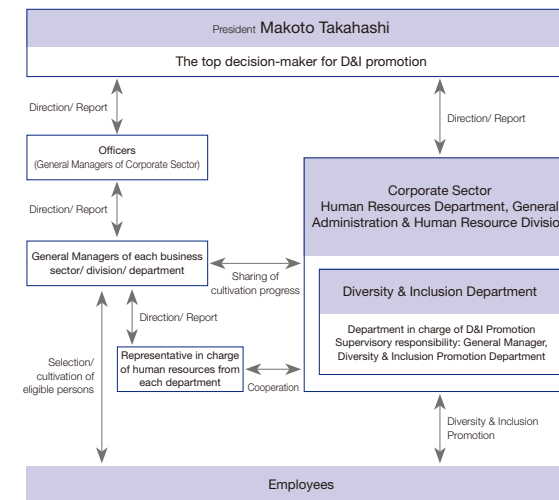 President Makoto Takahashi
The top decision-maker for D&I promotion
Direction/ Report
Direction/ Report
Officers
(General Managers of Corporate Sector)
Direction/ Report
Corporate Sector
Human Resources Department, General
Administration & Human Resource Divisio
General Managers of each business
sector/ division/ department
Sharing of
cultivation progress
Diversity & Inclusion Department
Direction/ Report
Department in charge of D&I Promotion
Supervisory responsibility: General Manager,
Diversity & Inclusion Promotion Department
Representative in charge
of human resources from
each department
Selection/
cultivation of
eligible persons
Cooperation
Diversity & Inclusion
Promotion
Employees